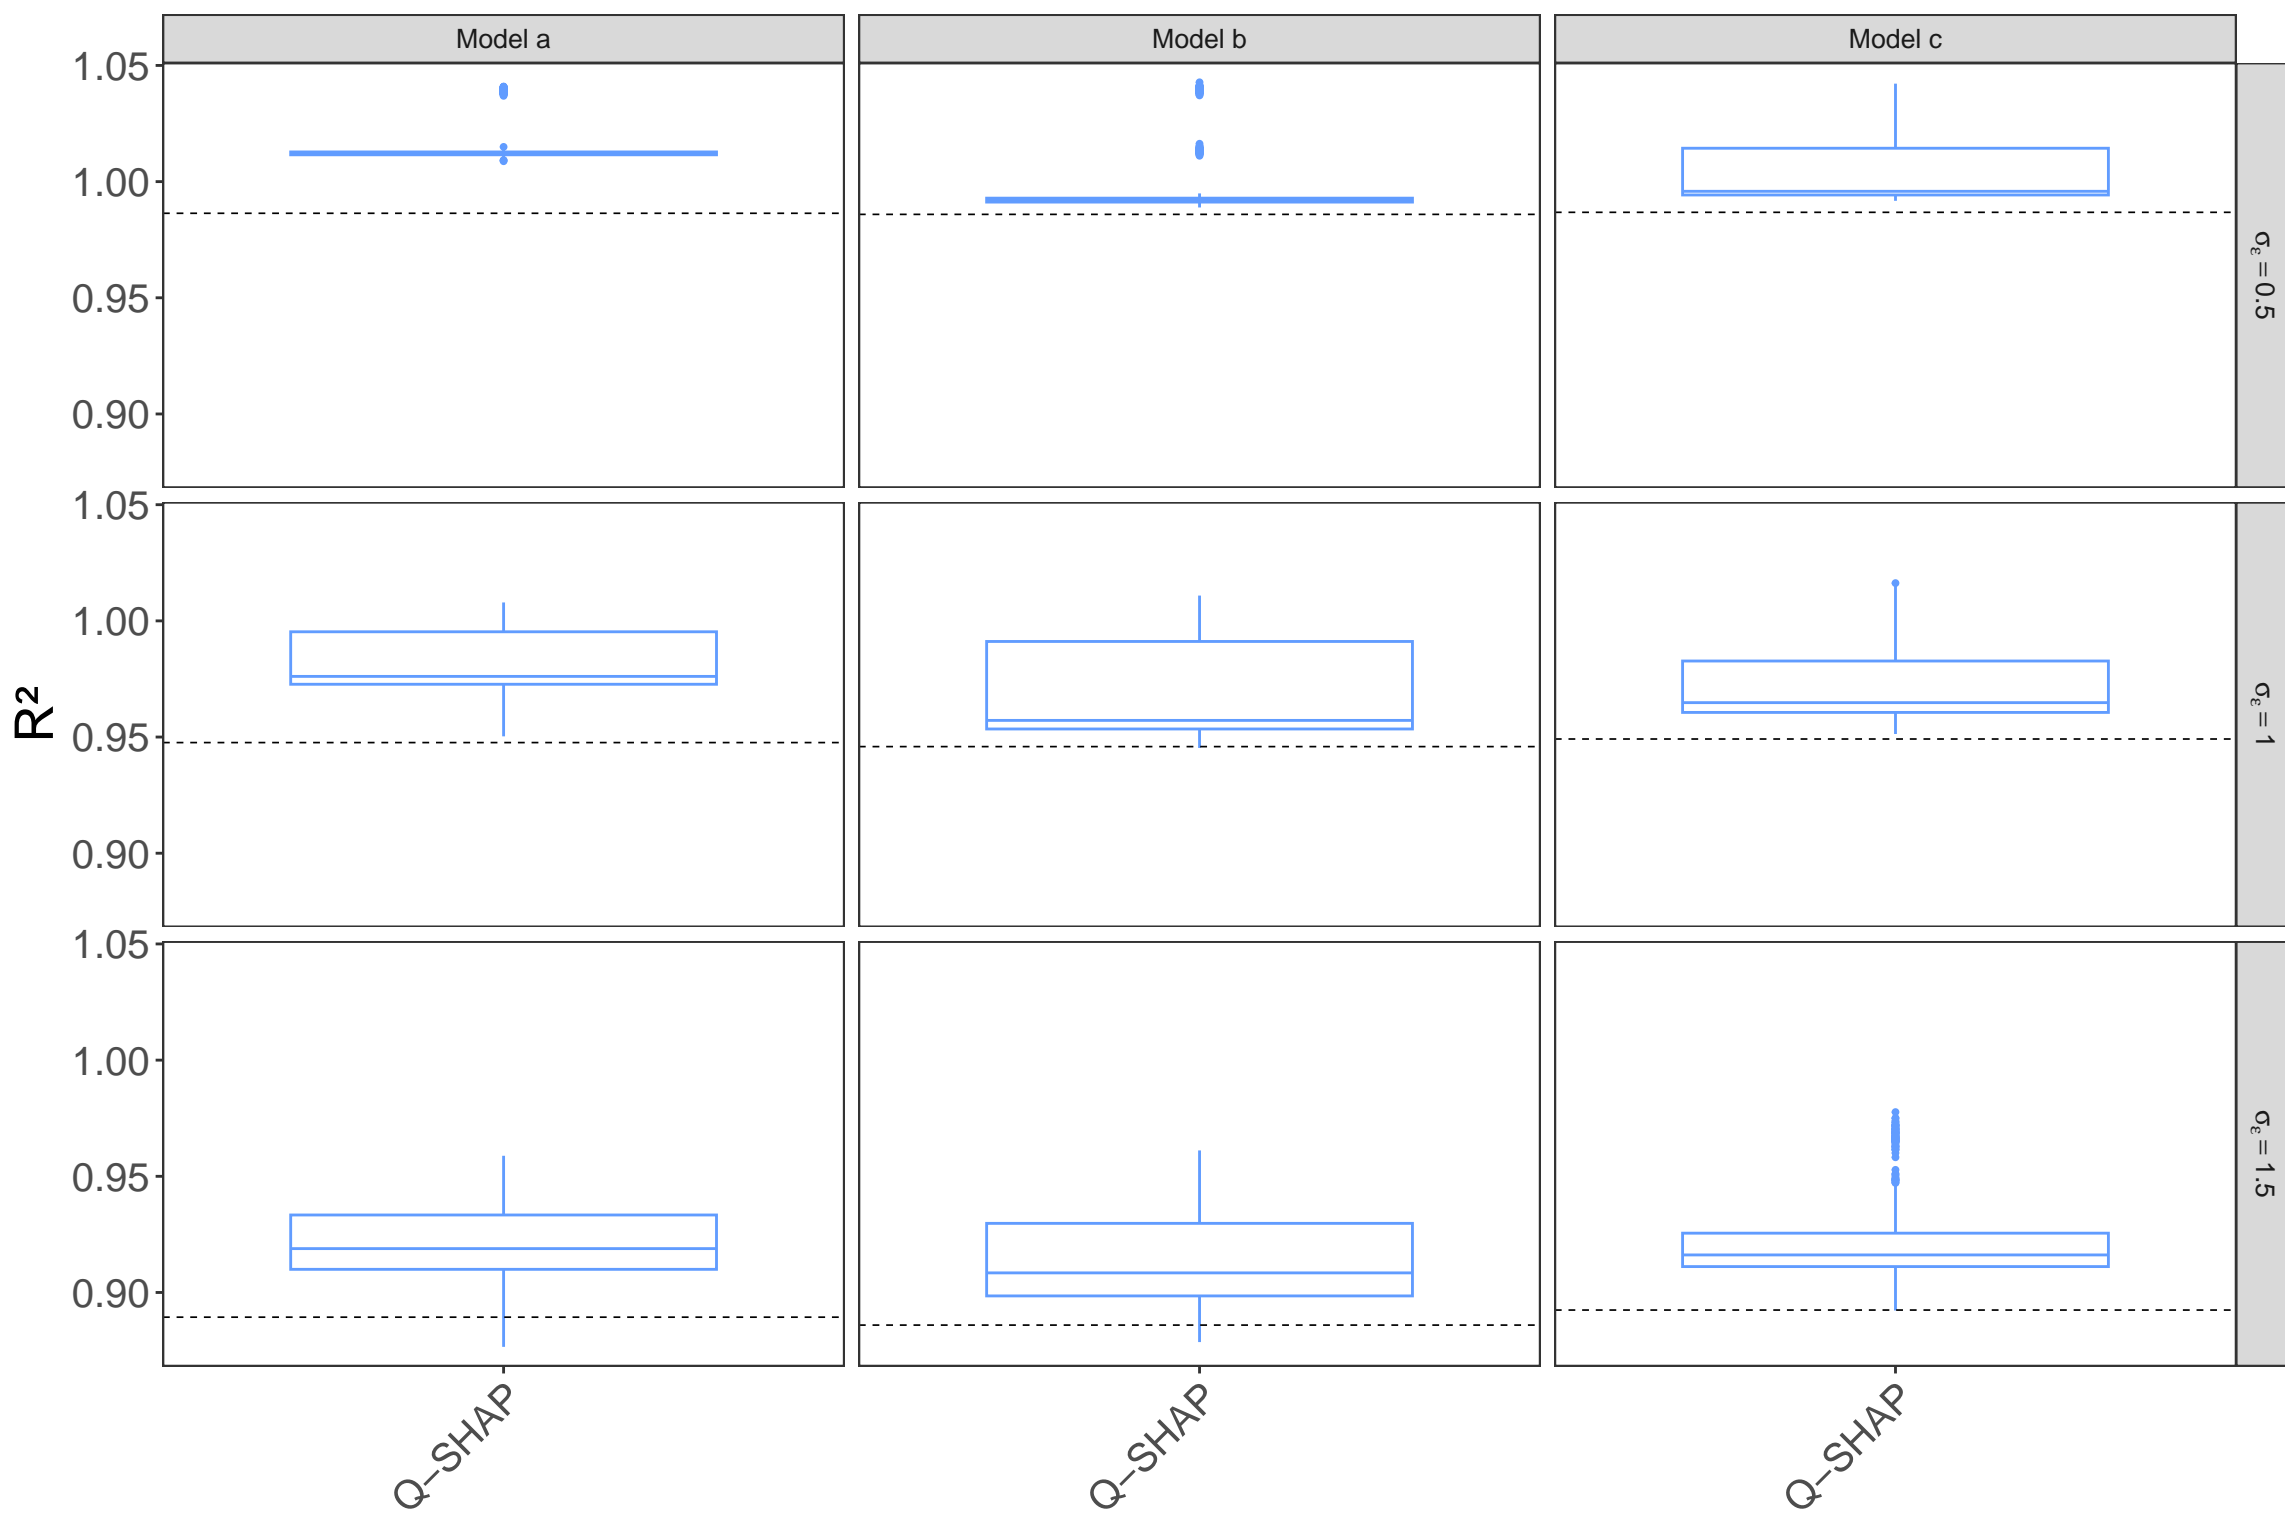 Model a
Model b
Model c
1.05
1.00
0.95
0.90
σε = 0.5
1.05
1.00
0.95
0.90
σε = 1
1.05
1.00
0.95
0.90
σε = 1.5
R²
Q−SHAP
Q−SHAP
Q−SHAP